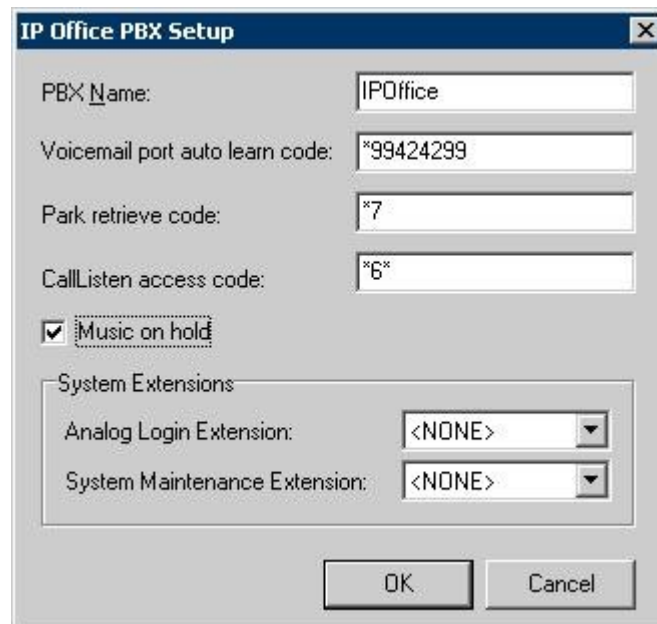 IP Office PBX Setup
PBX Name: IPOffice
Voicemail port auto learn code: *99424299
Park retrieve code: *7
CallListen access code: *6*
Music on hold
System Extensions
Analog Login Extension: <NONE>
System Maintenance Extension: <NONE>
OK Cancel